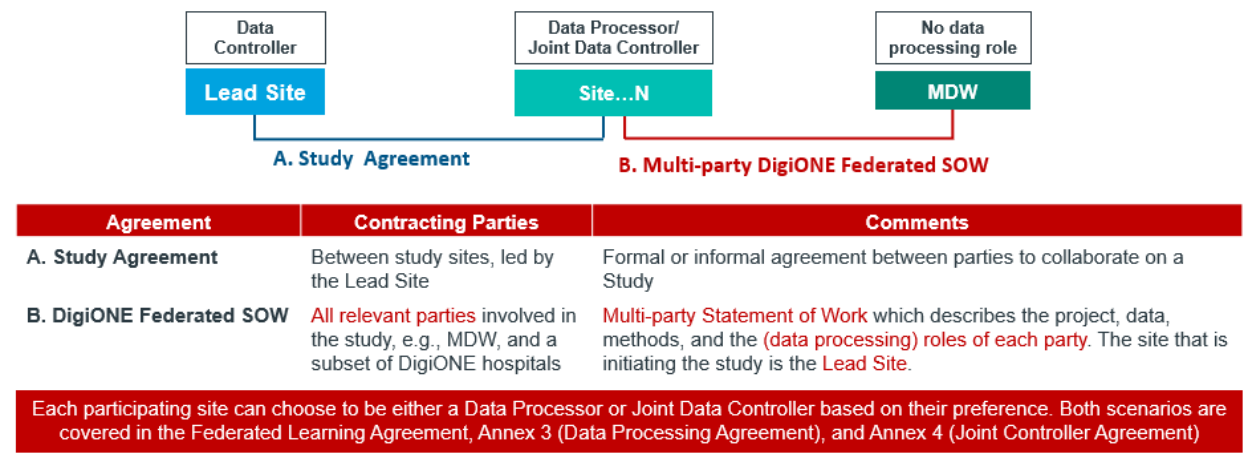 Data
Controller
Data Processor/
Joint Data Controller
No data
processing role
Lead Site
Site...N
MDW
A. Study Agreement
B. Multi-party DigiONE Federated SOW
Agreement
Contracting Parties
Comments
A. Study Agreement
Between study sites, led by
the Lead Site
Formal or informal agreement between parties to collaborate on a
Study
B. DigiONE Federated SOW
All relevant parties involved in
the study, e.g., MDW, and a
subset of DigiONE hospitals
Multi-party Statement of Work which describes the project, data,
methods, and the (data processing) roles of each party. The site that is
initiating the study is the Lead Site.
Each participating site can choose to be either a Data Processor or Joint Data Controller based on their preference. Both scenarios are
covered in the Federated Learning Agreement, Annex 3 (Data Processing Agreement), and Annex 4 (Joint Controller Agreement)